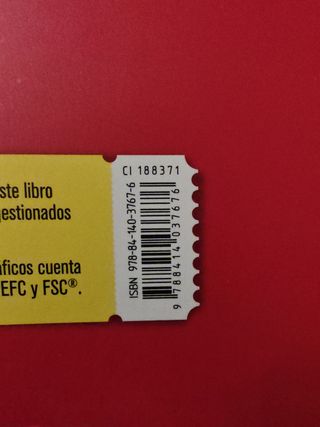 ste libro
gestionados
áficos cuenta
EFC y FSC®.
CI 188371
ISBN 978-84-140-3767-6
9 788414 037676